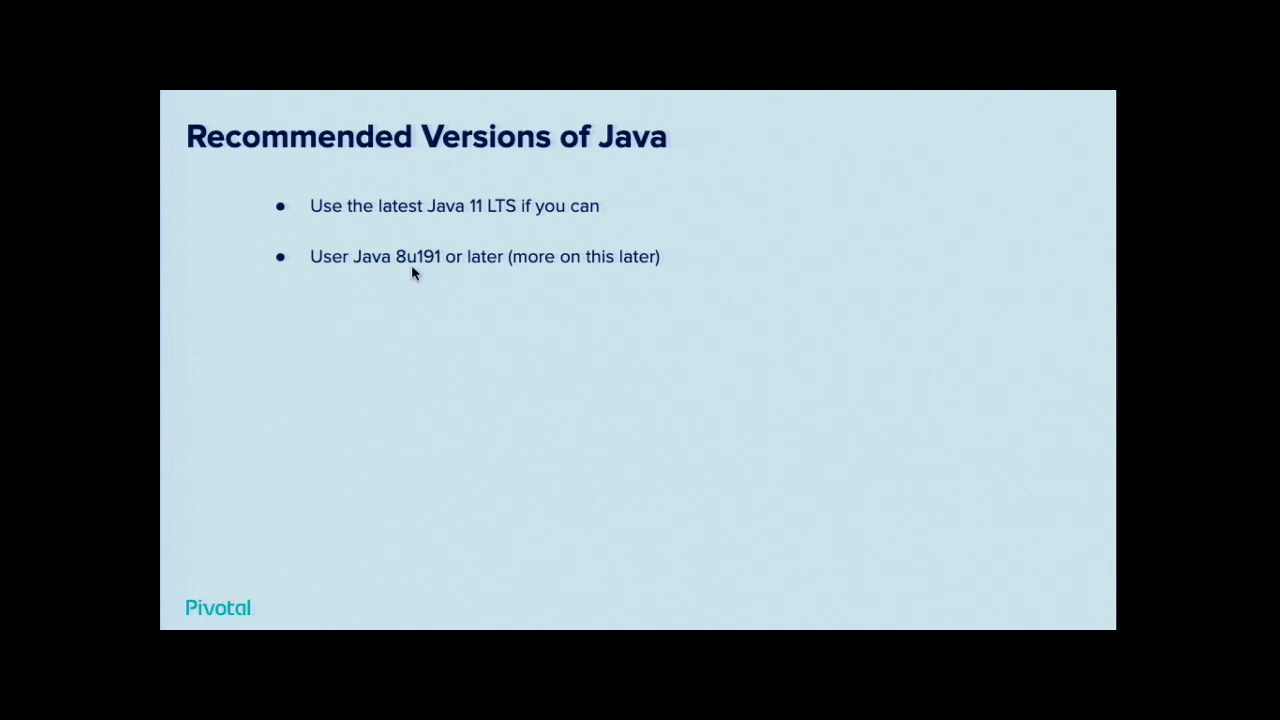 Recommended Versions of Java
● Use the latest Java 11 LTS if you can
● User Java 8u191 or later (more on this later)
Pivotal